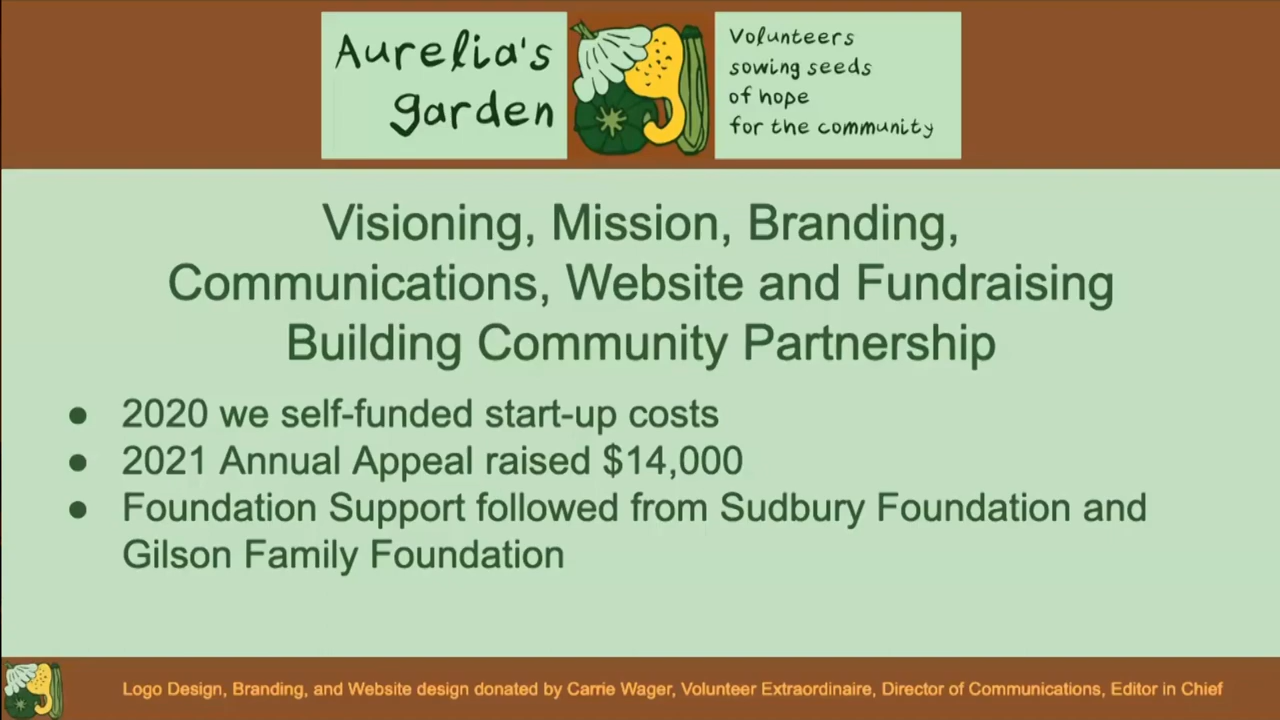 Aurelia's
garden
Volunteers
sowing seeds
of hope
for the community
Visioning, Mission, Branding,
Communications, Website and Fundraising
Building Community Partnership
● 2020 we self-funded start-up costs
● 2021 Annual Appeal raised $14,000
● Foundation Support followed from Sudbury Foundation and
Gilson Family Foundation
Logo Design, Branding, and Website design donated by Carrie Wager, Volunteer Extraordinaire, Director of Communications, Editor in Chief